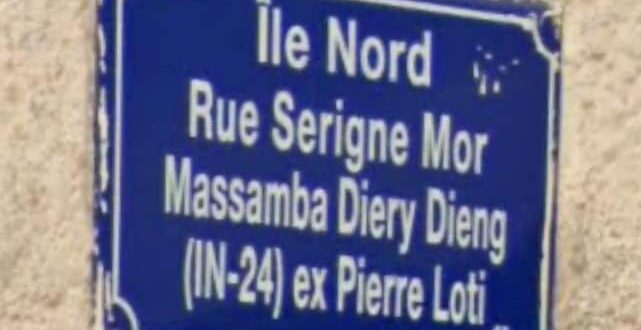 Île Nord
Rue Serigne Mor
Massamba Diery Dieng
(IN-24) ex Pierre Loti